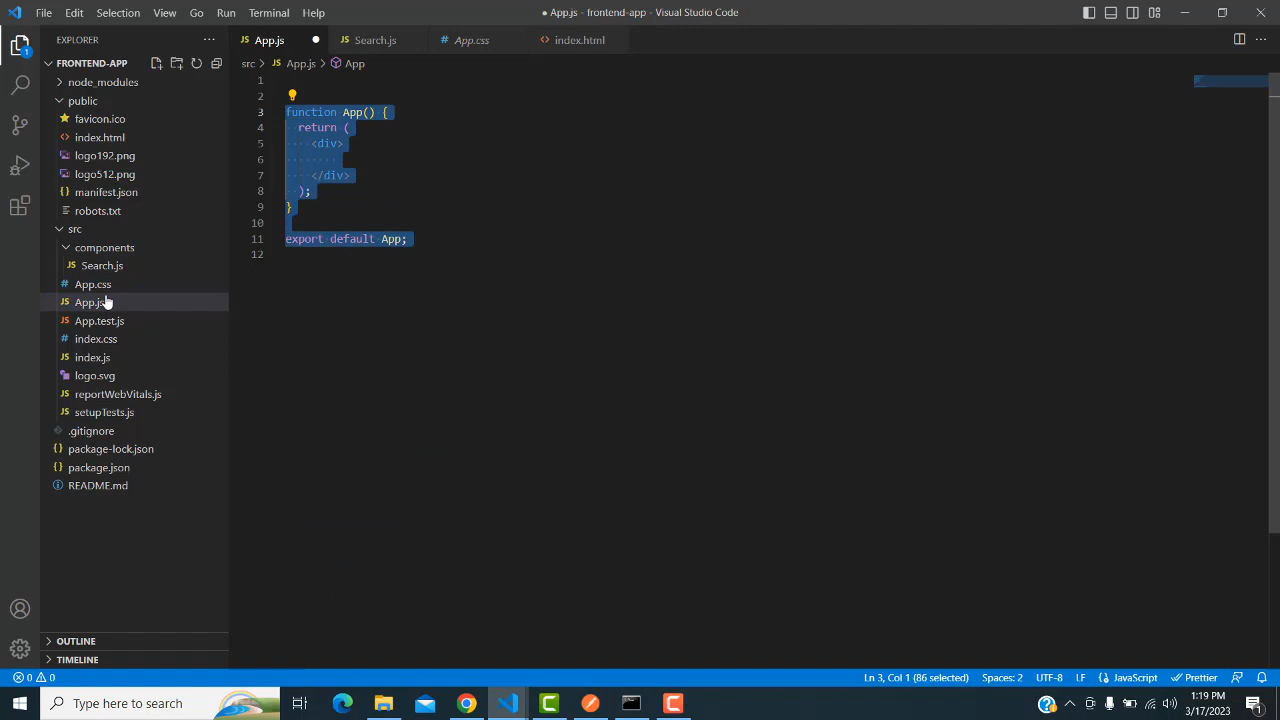 File Edit Selection View Go Run Terminal Help
● App.js - frontend-app - Visual Studio Code
EXPLORER
App.js
Search.js
App.css
index.html
1
FRONTEND-APP
src > App.js > App
node_modules
public
favicon.ico
index.html
logo192.png
logo512.png
manifest.json
robots.txt
src
components
Search.js
App.css
App.js
App.test.js
index.css
index.js
logo.svg
reportWebVitals.js
setupTests.js
.gitignore
package-lock.json
package.json
README.md
OUTLINE
TIMELINE
1
2
3 function App() {
4 return (
5 <div>
6
7 </div>
8 );
9 }
10
11 export default App;
12
0 0
Ln 3, Col 1 (86 selected) Spaces: 2 UTF-8 LF JavaScript Prettier
Type here to search
1:19 PM
3/17/2023